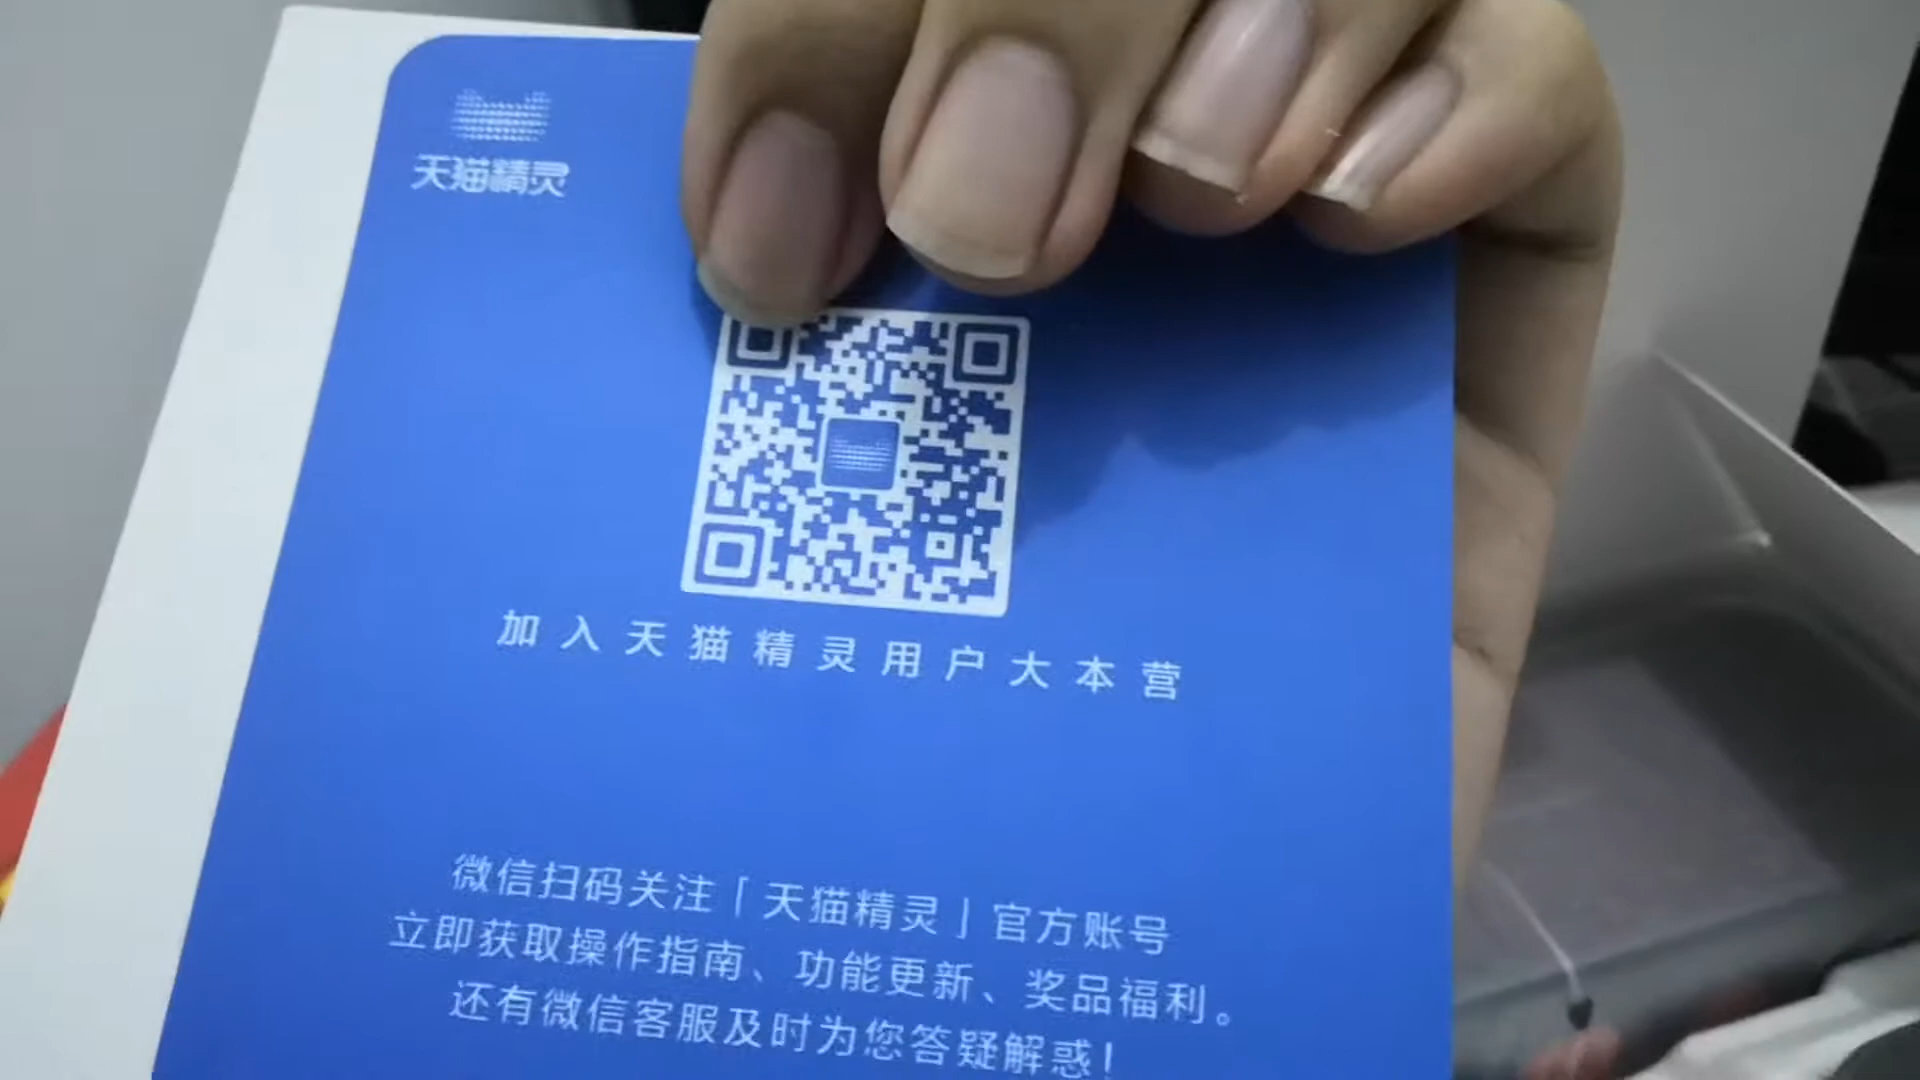 天猫精灵
加入天猫精灵用户大本营
微信扫码关注「天猫精灵」官方账号
立即获取操作指南、功能更新、奖品福利。
还有微信客服及时为您答疑解惑!